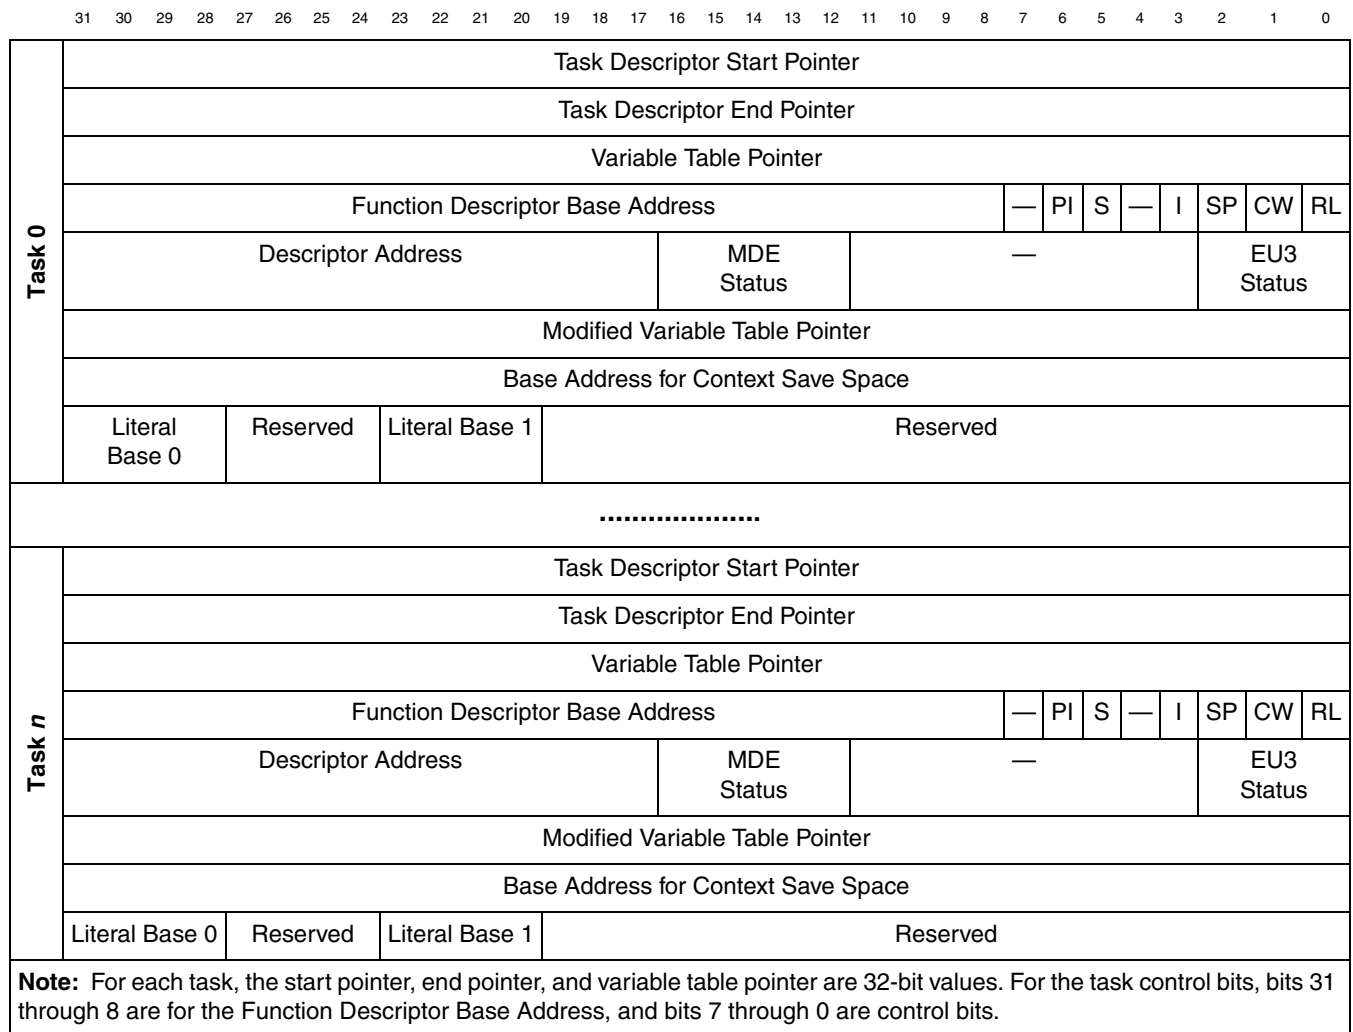 31 30 29 28 27 26 25 24 23 22 21 20 19 18 17 16 15 14 13 12 11 10 9 8 7 6 5 4 3 2 1 0
Task 0
Task Descriptor Start Pointer
Task Descriptor End Pointer
Variable Table Pointer
Function Descriptor Base Address — PI S — I SP CW RL
Descriptor Address MDE — EU3
Status Status
Modified Variable Table Pointer
Base Address for Context Save Space
Literal Reserved Literal Base 1 Reserved
Base 0
....................
Task n
Task Descriptor Start Pointer
Task Descriptor End Pointer
Variable Table Pointer
Function Descriptor Base Address — PI S — I SP CW RL
Descriptor Address MDE — EU3
Status Status
Modified Variable Table Pointer
Base Address for Context Save Space
Literal Base 0 Reserved Literal Base 1 Reserved
Note: For each task, the start pointer, end pointer, and variable table pointer are 32-bit values. For the task control bits, bits 31
through 8 are for the Function Descriptor Base Address, and bits 7 through 0 are control bits.